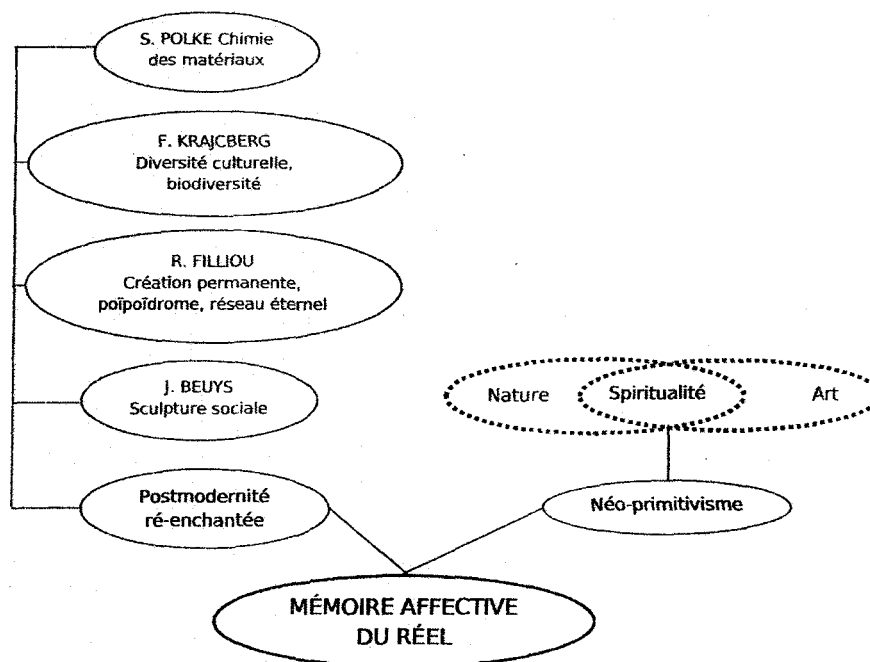 S. POLKE Chimie
des matériaux
F. KRAJCBERG
Diversité culturelle,
biodiversité
R. FILLIOU
Création permanente,
poïpoïdrome, réseau éternel
J. BEUYS
Sculpture sociale
Nature Spiritualité Art
Postmodernité
ré-enchantée
Néo-primitivisme
MÉMOIRE AFFECTIVE
DU RÉEL